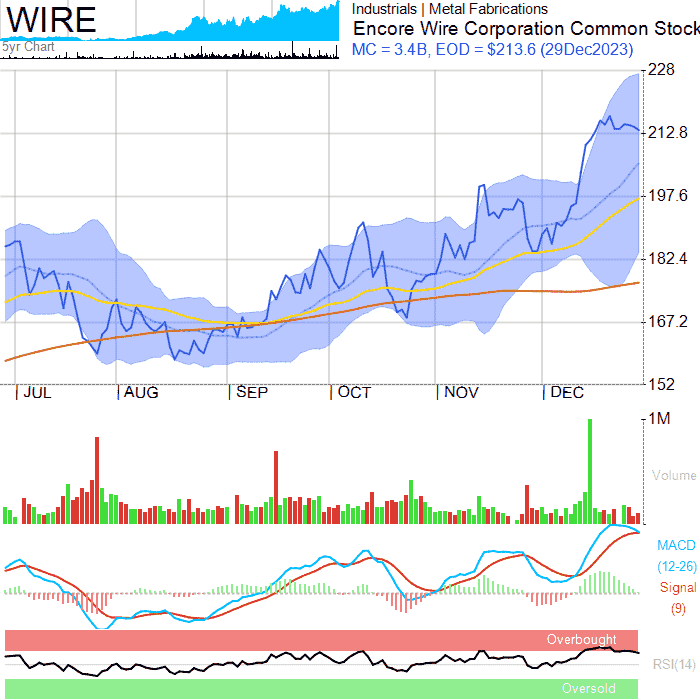 WIRE
5yr Chart
Industrials | Metal Fabrications
Encore Wire Corporation Common Stock
MC = 3.4B, EOD = $213.6 (29Dec2023)
228
212.8
197.6
182.4
167.2
152
JUL AUG SEP OCT NOV DEC
1M
Volume
MACD
(12-26)
Signal
(9)
Overbought
RSI(14)
Oversold